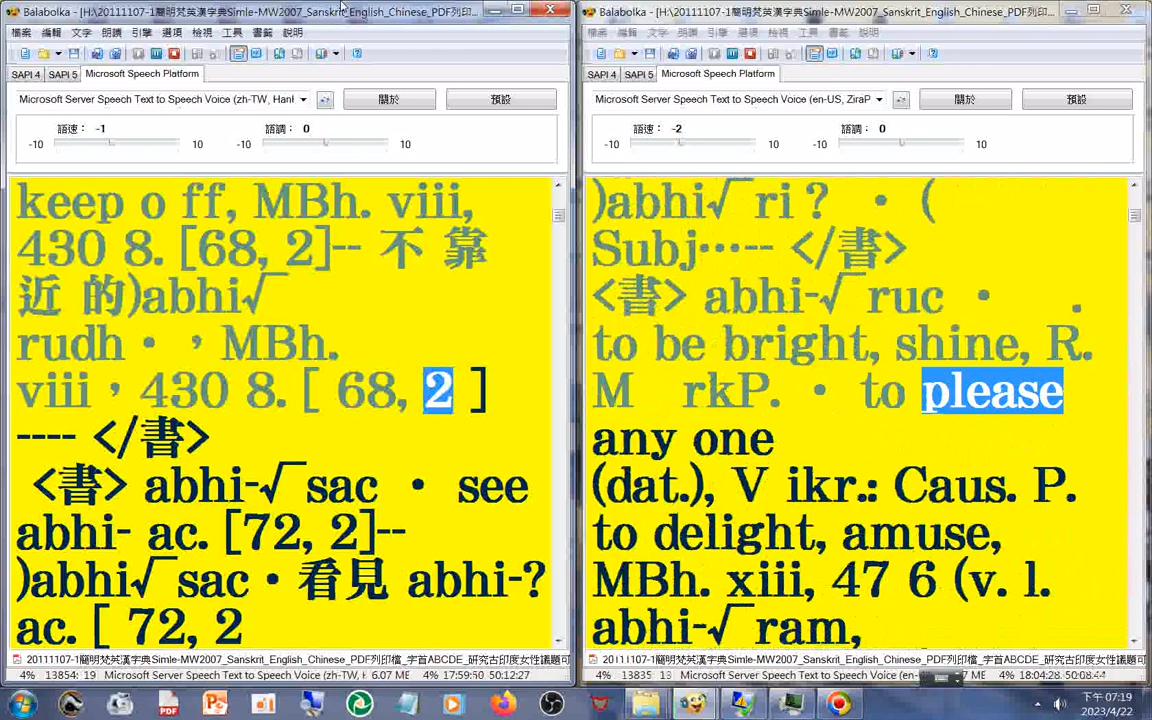 Balabolka - [H:\20111107-1簡明梵英漢字典Simle-MW2007_Sanskrit_English_Chinese_PDF列印...
檔案 編輯 文字 朗讀 引擎 選項 檢視 工具 書籤 說明
SAPI 4 SAPI 5 Microsoft Speech Platform
Microsoft Server Speech Text to Speech Voice (zh-TW, Han
關於 預設
語速： -1 語調： 0
-10 10 -10 10
keep o ff, MBh. viii,
430 8. [68, 2]-- 不 靠
近 的)abhi√
rudh・，MBh.
viii，430 8. [ 68, 2 ]
---- </書>
<書> abhi-√sac ・ see
abhi- ac. [72, 2]--
)abhi√sac・看見 abhi-?
ac. [ 72, 2
20111107-1簡明梵英漢字典Simle-MW2007_Sanskrit_English_Chinese_PDF列印檔_字首ABCDE_研究古印度女性議題可
4% 13854: 19 Microsoft Server Speech Text to Speech Voice (zh-TW, H 6.07 ME 4% 17:59:50 50:12:27
Balabolka - [H:\20111107-1簡明梵英漢字典Simle-MW2007_Sanskrit_English_Chinese_PDF列印...
檔案 編輯 文字 朗讀 引擎 選項 檢視 工具 書籤 說明
SAPI 4 SAPI 5 Microsoft Speech Platform
Microsoft Server Speech Text to Speech Voice (en-US, ZiraP
關於 預設
語速： -2 語調： 0
-10 10 -10 10
)abhi√ri？ ・（
Subj…-- </書>
<書> abhi-√ruc ・ .
to be bright, shine, R.
M rkP. ・ to please
any one
(dat.), V ikr.: Caus. P.
to delight, amuse,
MBh. xiii, 47 6 (v. l.
abhi-√ram,
20111107-1簡明梵英漢字典Simle-MW2007_Sanskrit_English_Chinese_PDF列印檔_字首ABCDE_研究古印度女性議題可
4% 13835 13 Microsoft Server Speech Text to Speech Voice 4% 18:04:28 50:08:44
PDF
下午 07:19
2023/4/22